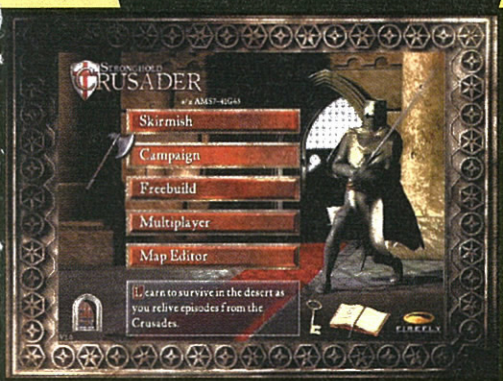 STRONGHOLD
CRUSADER
Skirmish
Campaign
Freebuild
Multiplayer
Map Editor
Learn to survive in the desert as
you relive episodes from the
Crusades.
FIREFLY